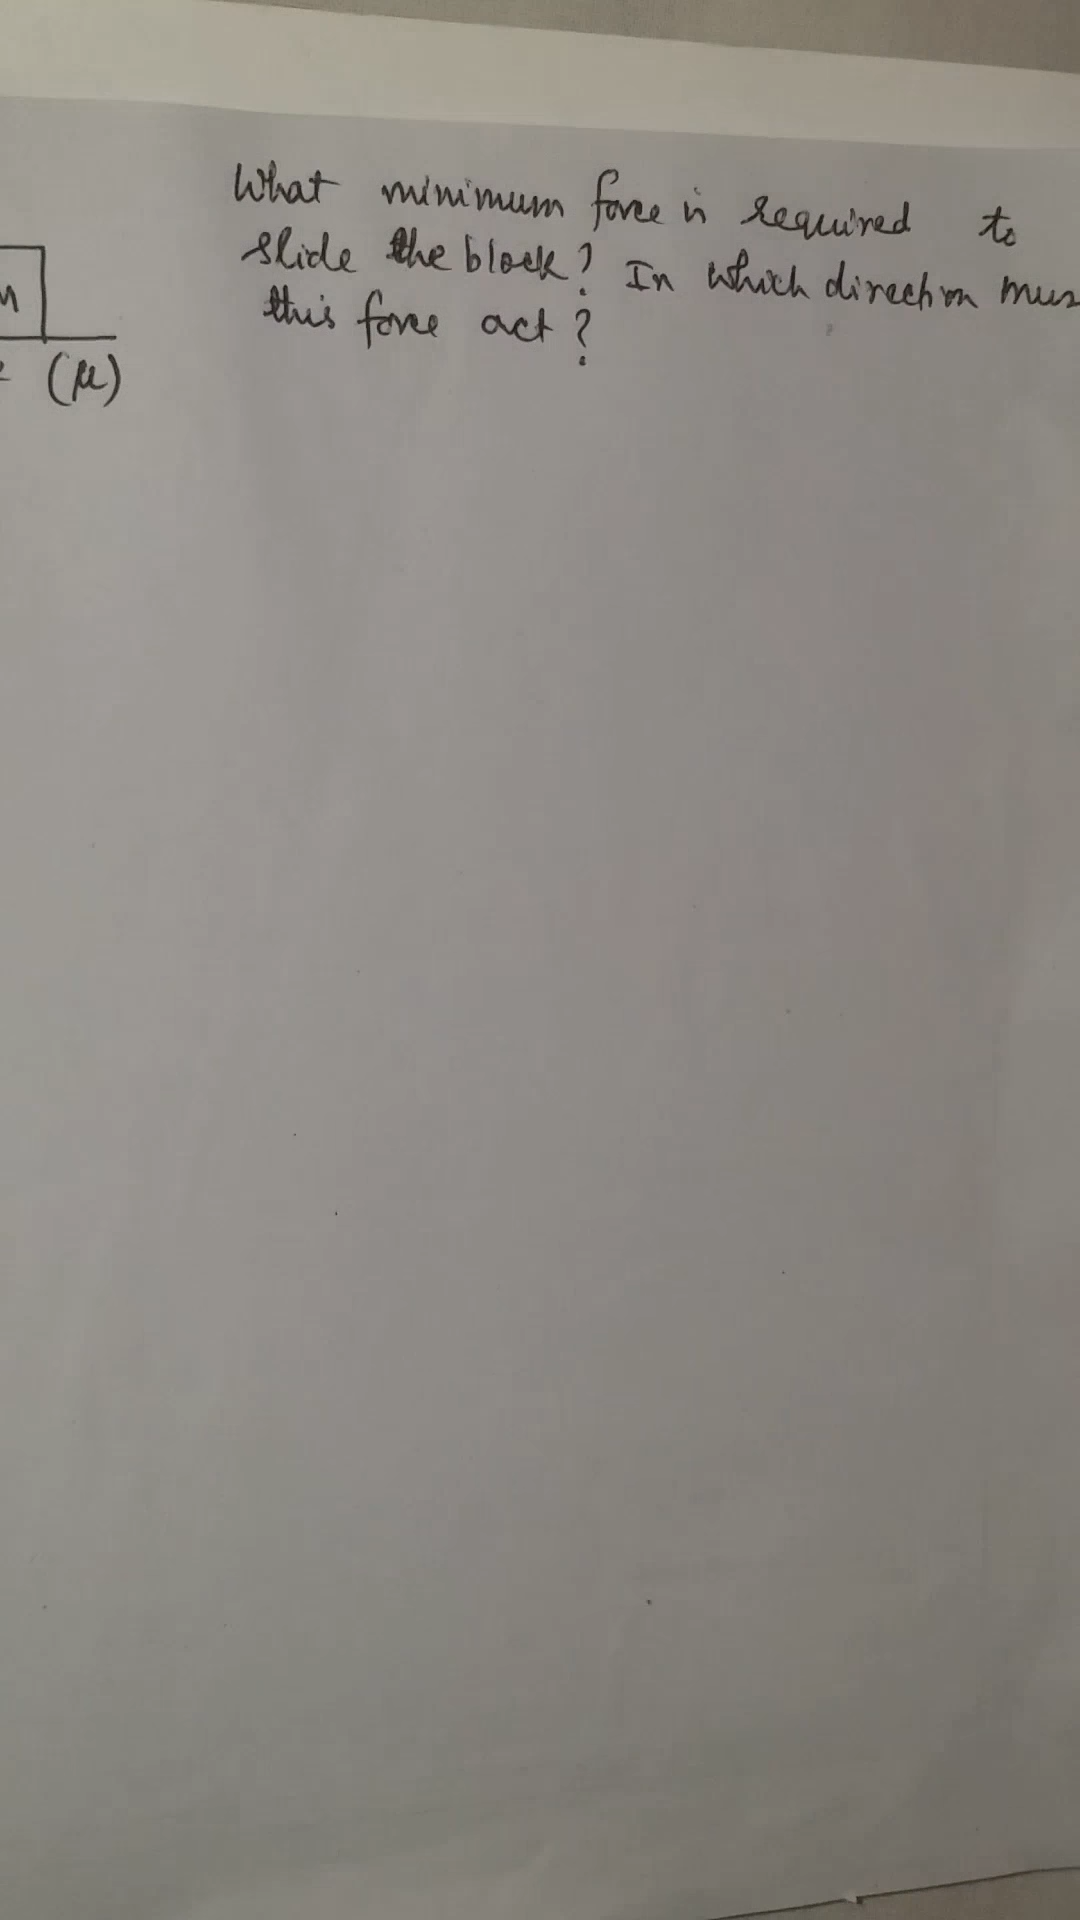 What minimum force is required to
slide the block? In which direction mus
this force act?
(μ)